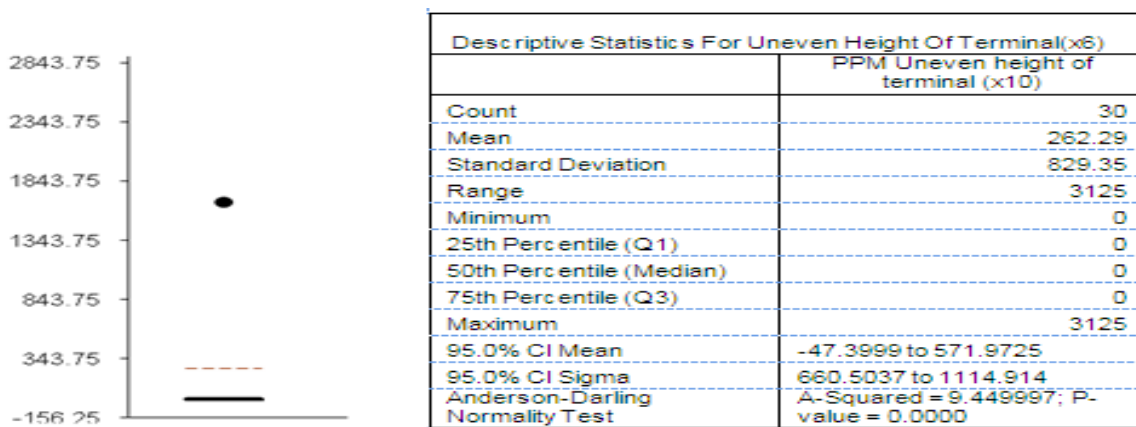 2843.75
2343.75
1843.75
1343.75
843.75
343.75
-156.25
Descriptive Statistics For Uneven Height Of Terminal(x6)
PPM Uneven height of
terminal (x10)
Count 30
Mean 262.29
Standard Deviation 829.35
Range 3125
Minimum 0
25th Percentile (Q1) 0
50th Percentile (Median) 0
75th Percentile (Q3) 0
Maximum 3125
95.0% CI Mean -47.3999 to 571.9725
95.0% CI Sigma 660.5037 to 1114.914
Anderson-Darling A-Squared = 9.449997; P-
Normality Test value = 0.0000